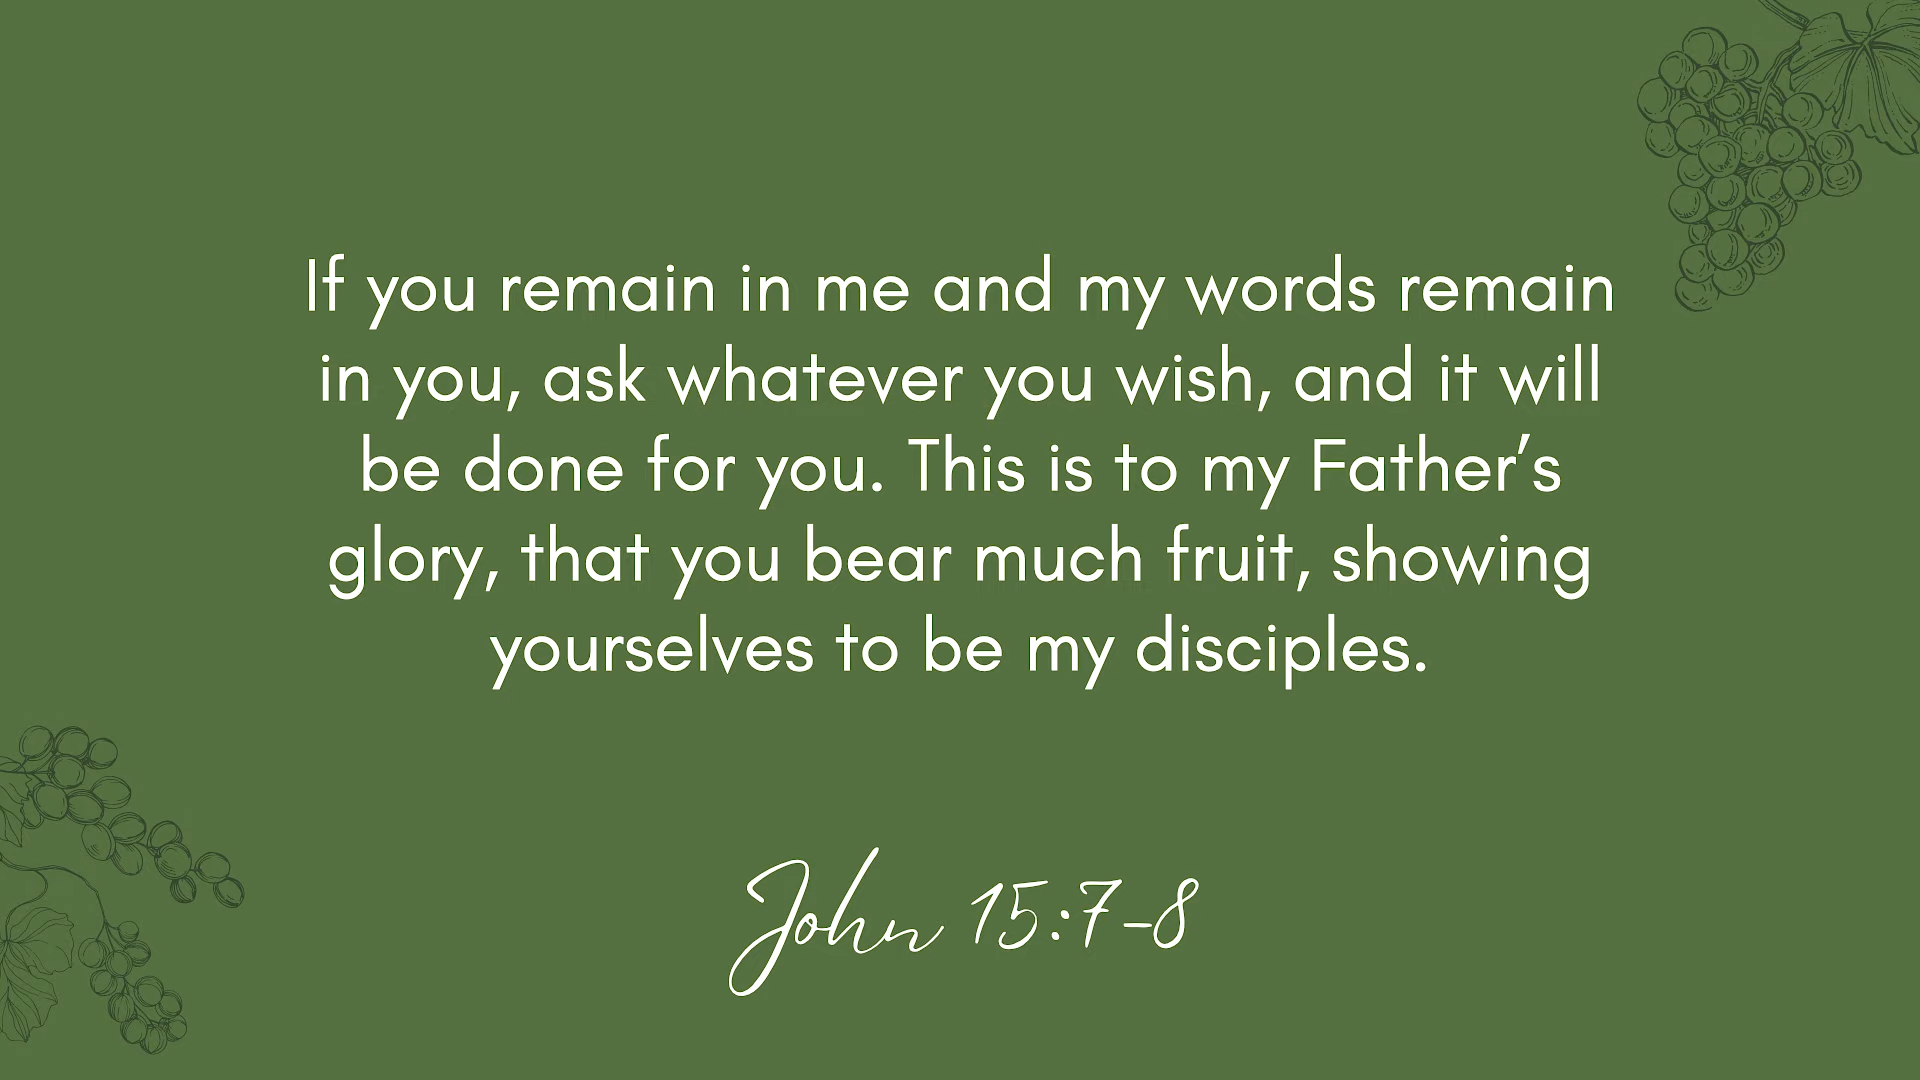 If you remain in me and my words remain
in you, ask whatever you wish, and it will
be done for you. This is to my Father’s
glory, that you bear much fruit, showing
yourselves to be my disciples.
John 15:7-8